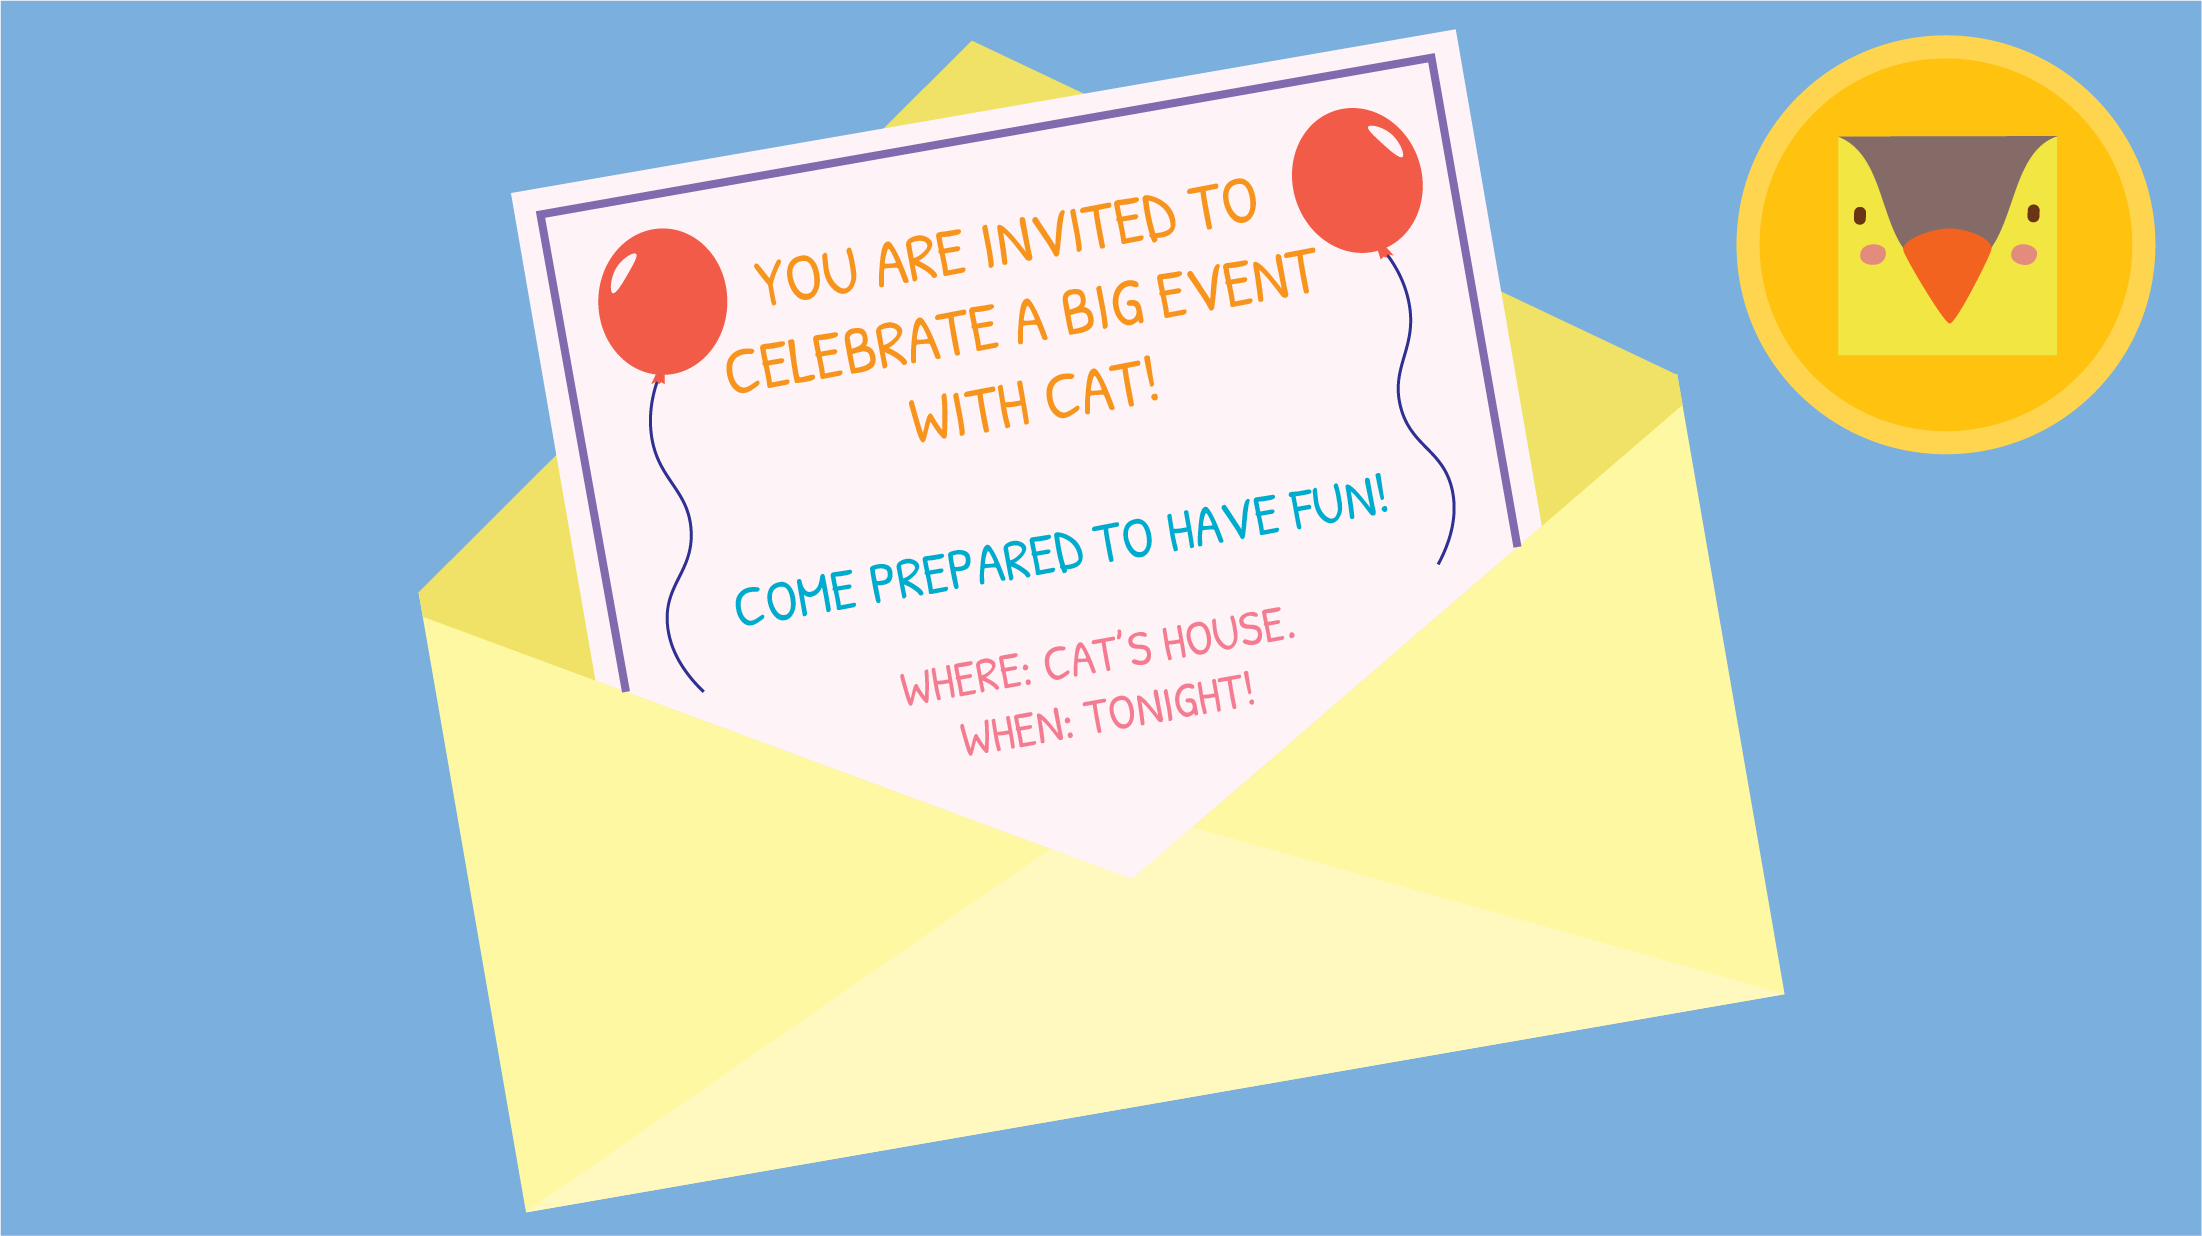 YOU ARE INVITED TO
CELEBRATE A BIG EVENT
WITH CAT!
COME PREPARED TO HAVE FUN!
WHERE: CAT'S HOUSE.
WHEN: TONIGHT!